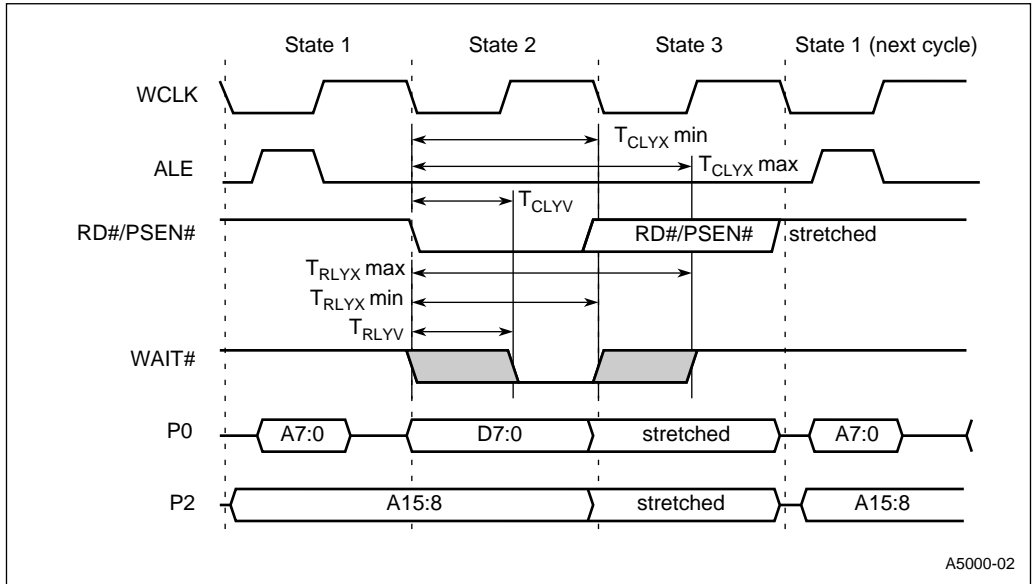 State 1 State 2 State 3 State 1 (next cycle)
WCLK
T_CLYX min
ALE
T_CLYX max
T_CLYV
RD#/PSEN# RD#/PSEN# stretched
T_RLYX max
T_RLYX min
T_RLYV
WAIT#
P0 A7:0 D7:0 stretched A7:0
P2 A15:8 stretched A15:8
A5000-02